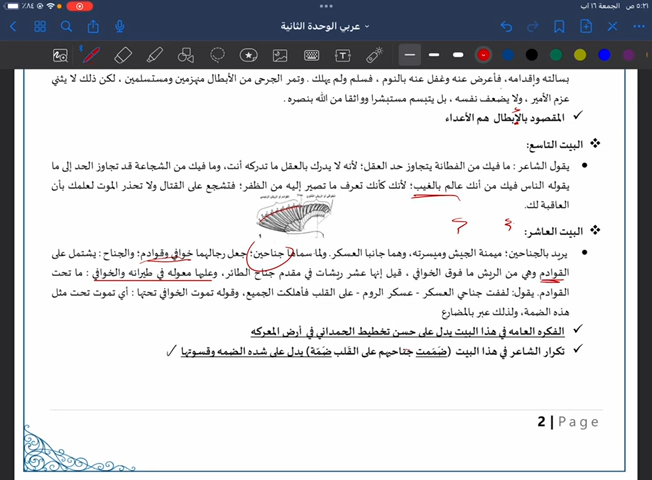 ٥:٢١ ص الجمعة ١٦ آب
٪٨٤
عربي الوحدة الثانية
بسالته وإقدامه، فأعرض عنه وغفل عنه بالنوم ، فسلم ولم يهلك . وتمر الجرحى من الأبطال منهزمين ومستسلمين ، لكن ذلك لا يثني
عزم الأمير ، ولا يضعف نفسه ، بل يبتسم مستبشرا وواثقا من الله بنصره .
✓ المقصود بالإبطال هم الأعداء
❖ البيت التاسع:
• يقول الشاعر : ما فيك من الفطانة يتجاوز حد العقل؛ لأنه لا يدرك بالعقل ما تدركه أنت، وما فيك من الشجاعة قد تجاوز الحد إلى ما
يقوله الناس فيك من أنك عالم بالغيب؛ لأنك كأنك تعرف ما تصير إليه من الظفر؛ فتشجع على القتال ولا تحذر الموت لعلمك بأن
العاقبة لك.
❖ البيت العاشر:
• يريد بالجناحين؛ ميمنة الجيش وميسرته، وهما جانبا العسكر. ولما سماها جناحين؛ جعل رجالهما خوافي وقوادم؛ والجناح: يشتمل على
القوادم وهي من الريش ما فوق الخوافي ، قيل إنها عشر ريشات في مقدم جناح الطائر، وعليها معوله في طيرانه والخوافي : ما تحت
القوادم. يقول: لففت جناحي العسكر - عسكر الروم - على القلب فأهلكت الجميع، وقوله تموت الخوافي تحتها : أي تموت تحت مثل
هذه الضمة، ولذلك عبر بالمضارع
✓ الفكره العامه في هذا البيت يدل على حسن تخطيط الحمداني في أرض المعركه
✓ تكرار الشاعر في هذا البيت (ضَمَمت جناحيهم على القلب ضَمَة) يدل على شده الضمه وقسوتها
2 | Page